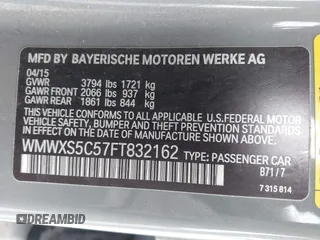 MFD BY BAYERISCHE MOTOREN WERKE AG
04/15
GVWR 3794 lbs 1721 kg
GAWR FRONT 2066 lbs 937 kg
GAWR REAR 1861 lbs 844 kg
THIS VEHICLE CONFORMS TO ALL APPLICABLE U.S.FEDERAL MOTOR
VEHICLE SAFETY, BUMPER, AND THEFT
PREVENTION STANDARDS IN EFFECT ON THE
DATE OF MANUFACTURE SHOWN ABOVE.
WMWXS5C57FT832162 TYPE: PASSENGER CAR
B71/7
7 315 814
DREAMBID